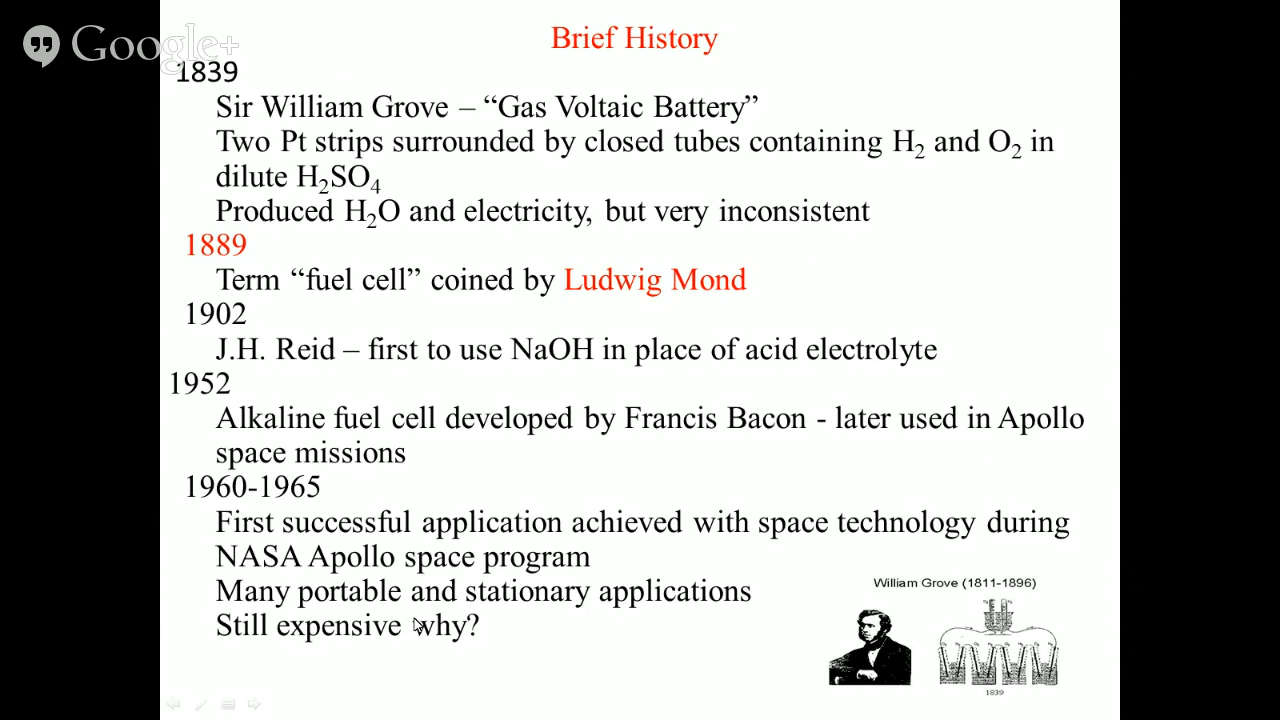 Google+
Brief History
1839
Sir William Grove – “Gas Voltaic Battery”
Two Pt strips surrounded by closed tubes containing H₂ and O₂ in
dilute H₂SO₄
Produced H₂O and electricity, but very inconsistent
1889
Term “fuel cell” coined by Ludwig Mond
1902
J.H. Reid – first to use NaOH in place of acid electrolyte
1952
Alkaline fuel cell developed by Francis Bacon - later used in Apollo
space missions
1960-1965
First successful application achieved with space technology during
NASA Apollo space program
Many portable and stationary applications
Still expensive why?
William Grove (1811-1896)
1839